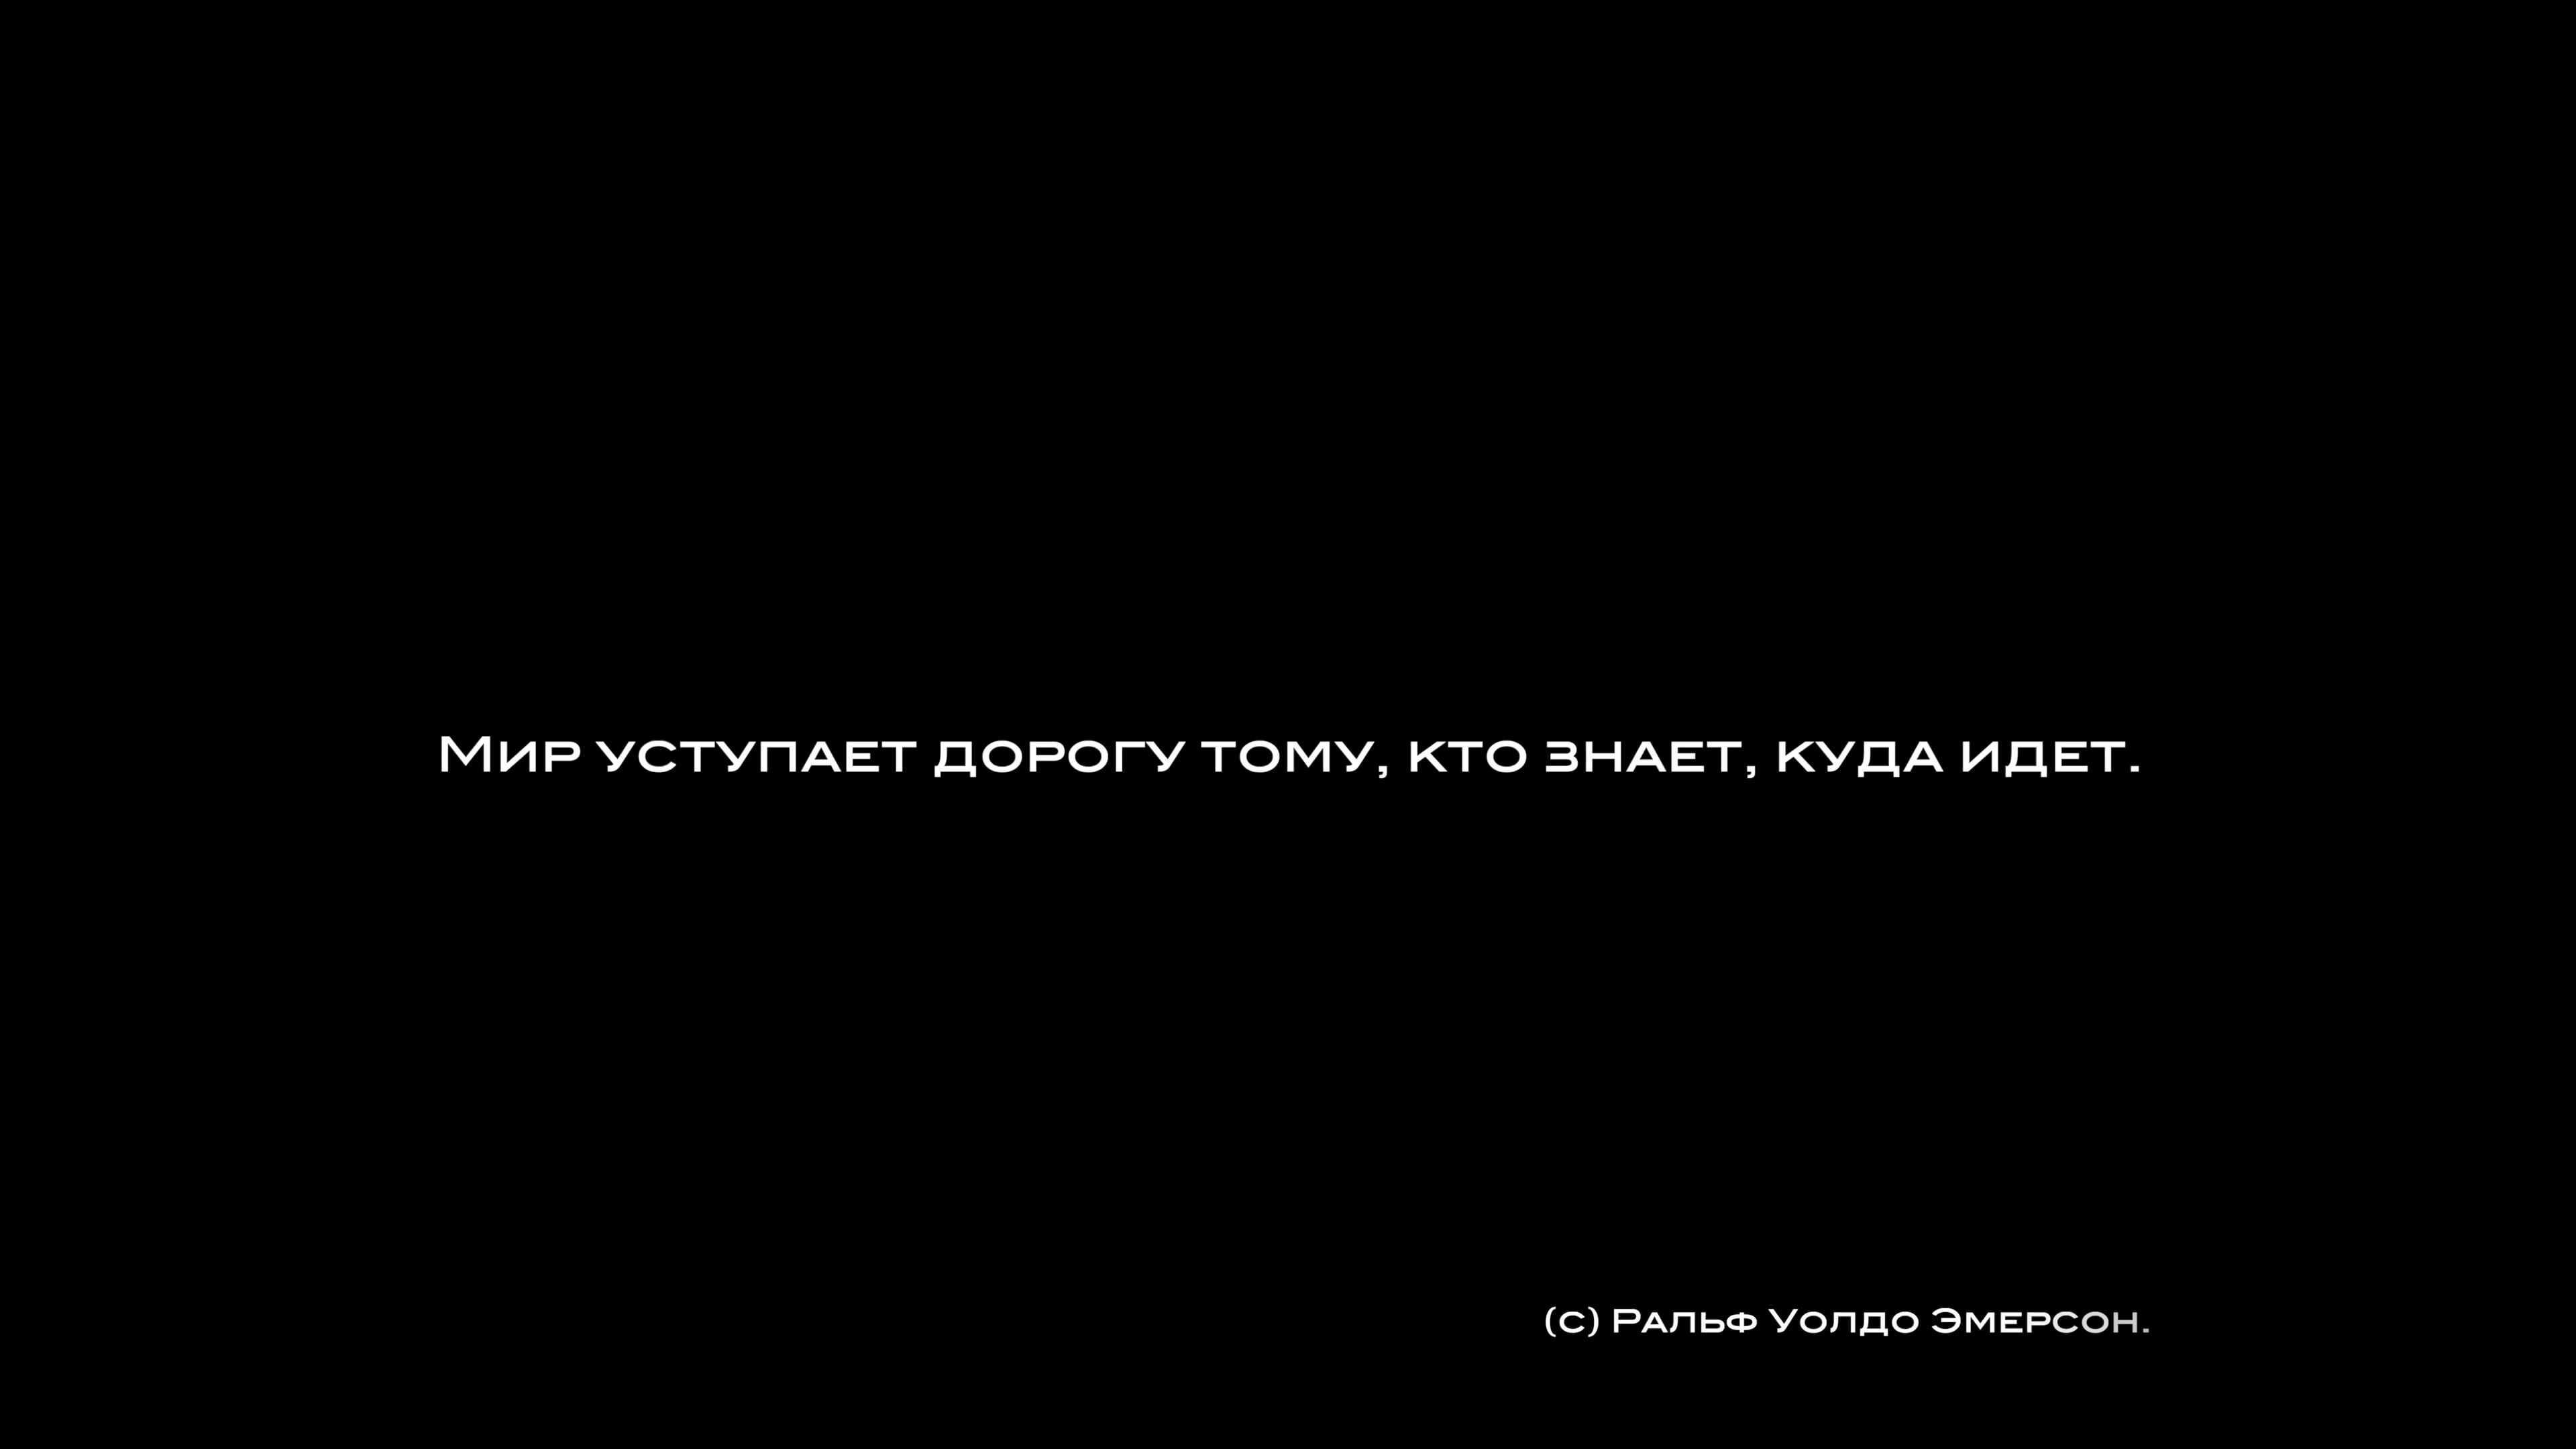 Мир уступает дорогу тому, кто знает, куда идет.
(с) Ральф Уолдо Эмерсон.